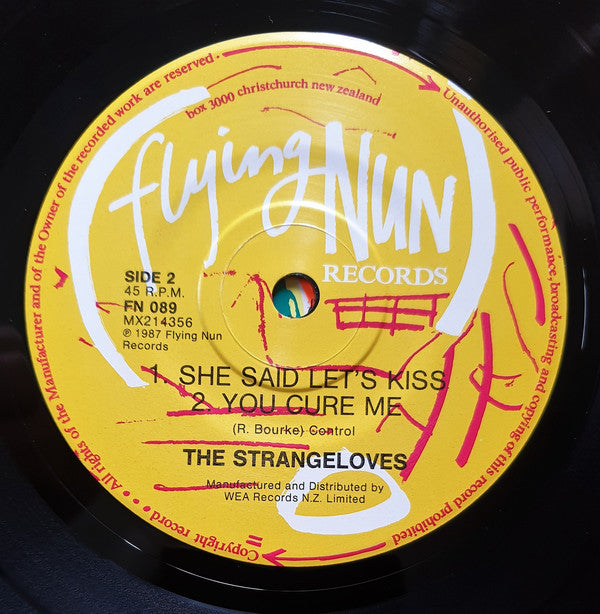 All rights of the Manufacturer and of the Owner of the recorded work are reserved
Unauthorised public performance, broadcasting and copying of this record prohibited
Copyright record
box 3000 christchurch new zealand
flying NUN
RECORDS
SIDE 2
45 R.P.M.
FN 089
MX214356
℗ 1987 Flying Nun
Records
1. SHE SAID LET'S KISS
2. YOU CURE ME
(R. Bourke) Control
THE STRANGELOVES
Manufactured and Distributed by
WEA Records N.Z. Limited